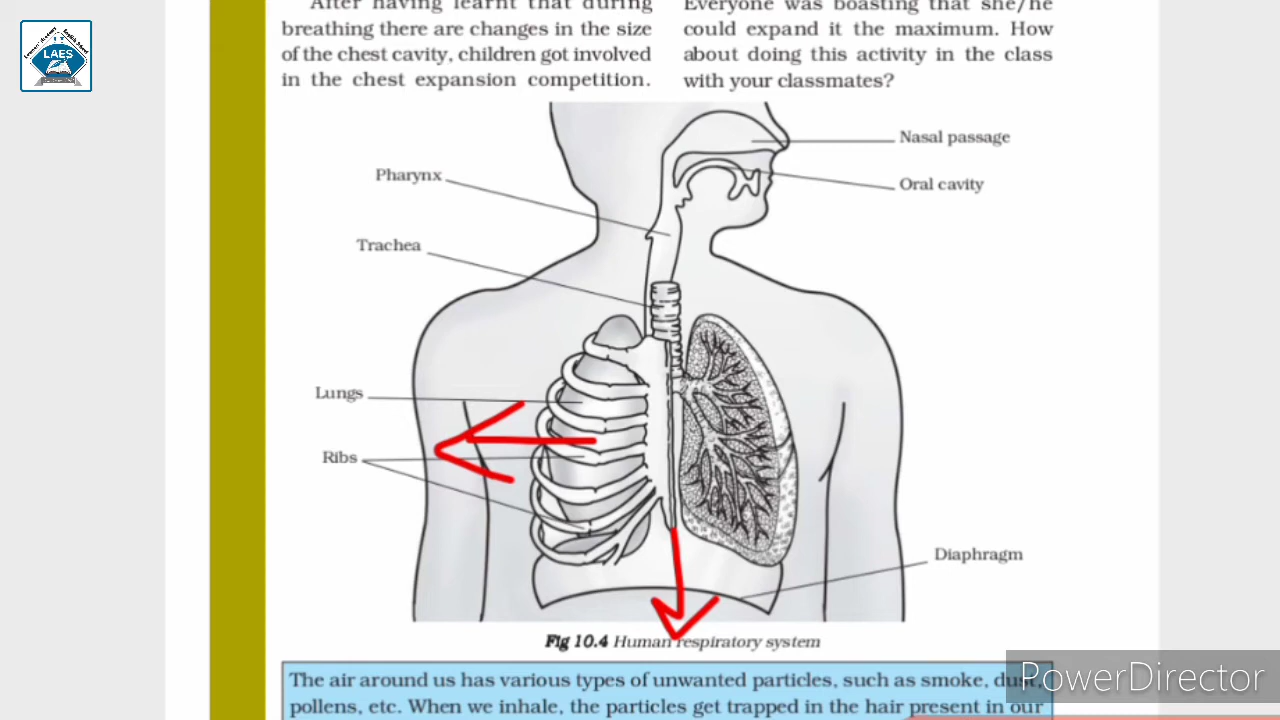 After having learnt that during
breathing there are changes in the size
of the chest cavity, children got involved
in the chest expansion competition.
Everyone was boasting that she/he
could expand it the maximum. How
about doing this activity in the class
with your classmates?
LAES
Nasal passage
Pharynx
Oral cavity
Trachea
Lungs
Ribs
Diaphragm
Fig 10.4 Human respiratory system
The air around us has various types of unwanted particles, such as smoke, dust,
pollens, etc. When we inhale, the particles get trapped in the hair present in our
PowerDirector